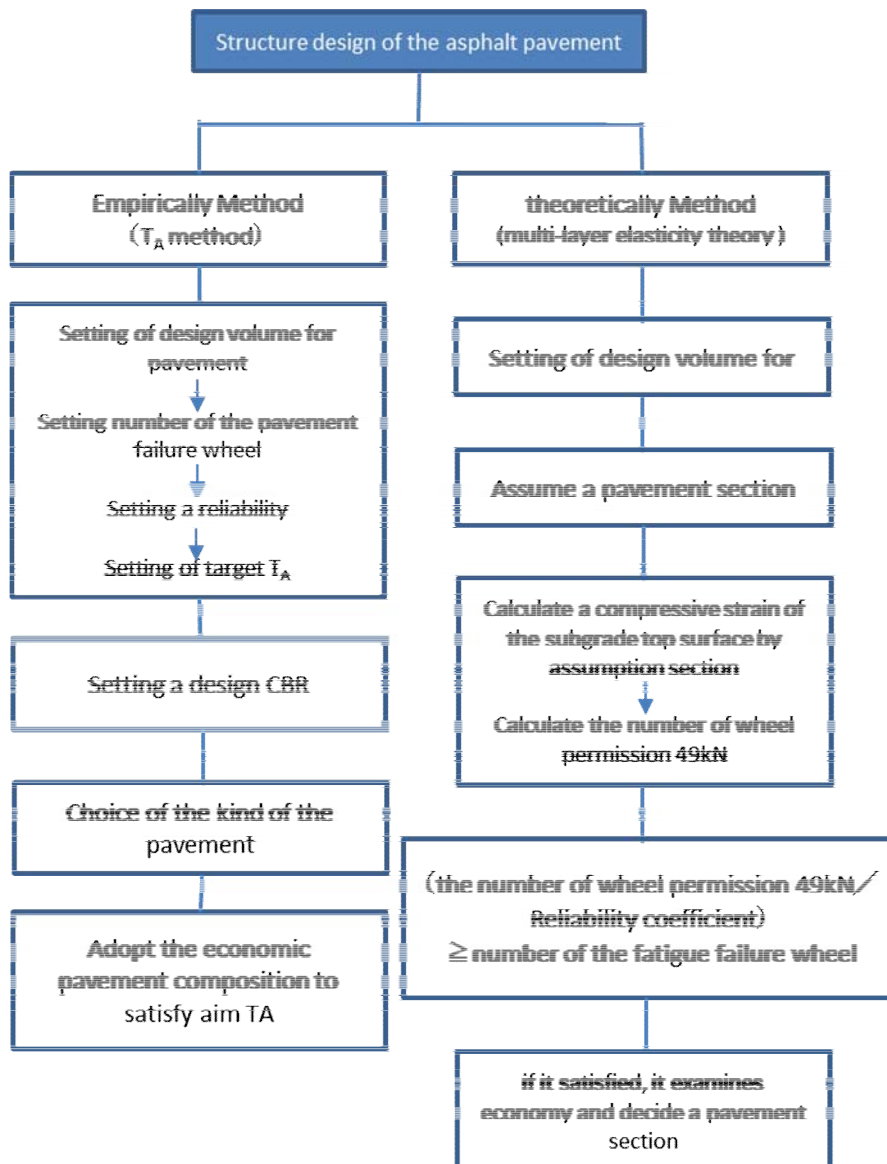 Structure design of the asphalt pavement
Empirically Method
(T_A method)
Setting of design volume for
pavement
Setting number of the pavement
failure wheel
Setting a reliability
Setting of target T_A
Setting a design CBR
Choice of the kind of the
pavement
Adopt the economic
pavement composition to
satisfy aim TA
theoretically Method
(multi-layer elasticity theory)
Setting of design volume for
Assume a pavement section
Calculate a compressive strain of
the subgrade top surface by
assumption section
Calculate the number of wheel
permission 49kN
(the number of wheel permission 49kN/
Reliability coefficient)
≧number of the fatigue failure wheel
if it satisfied, it examines
economy and decide a pavement
section